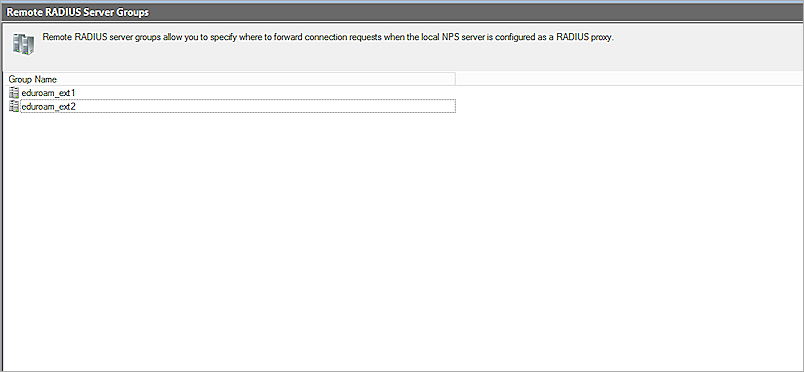 Remote RADIUS Server Groups
Remote RADIUS server groups allow you to specify where to forward connection requests when the local NPS server is configured as a RADIUS proxy.
Group Name
eduroam_ext1
eduroam_ext2